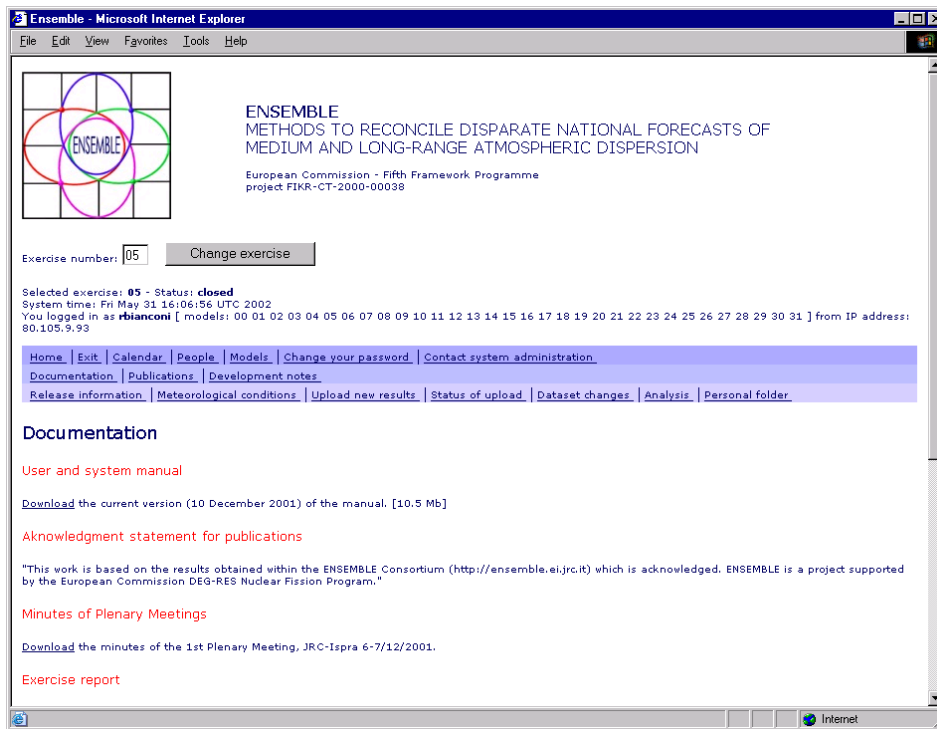 Ensemble - Microsoft Internet Explorer
File Edit View Favorites Tools Help
ENSEMBLE
ENSEMBLE
METHODS TO RECONCILE DISPARATE NATIONAL FORECASTS OF
MEDIUM AND LONG-RANGE ATMOSPHERIC DISPERSION
European Commission - Fifth Framework Programme
project FIKR-CT-2000-00038
Exercise number: 05 Change exercise
Selected exercise: 05 - Status: closed
System time: Fri May 31 16:06:56 UTC 2002
You logged in as rbianconi [ models: 00 01 02 03 04 05 06 07 08 09 10 11 12 13 14 15 16 17 18 19 20 21 22 23 24 25 26 27 28 29 30 31 ] from IP address:
80.105.9.93
Home | Exit | Calendar | People | Models | Change your password | Contact system administration
Documentation | Publications | Development notes
Release information | Meteorological conditions | Upload new results | Status of upload | Dataset changes | Analysis | Personal folder
Documentation
User and system manual
Download the current version (10 December 2001) of the manual. [10.5 Mb]
Aknowledgment statement for publications
"This work is based on the results obtained within the ENSEMBLE Consortium (http://ensemble.ei.jrc.it) which is acknowledged. ENSEMBLE is a project supported
by the European Commission DEG-RES Nuclear Fission Program."
Minutes of Plenary Meetings
Download the minutes of the 1st Plenary Meeting, JRC-Ispra 6-7/12/2001.
Exercise report
Internet